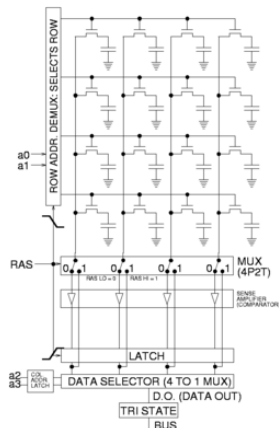 ROW ADDR. DEMUX: SELECTS ROW
a0
a1
RAS
0 1 0 1 0 1 0 1
RAS LO = 0 RAS HI = 1
MUX
(4P2T)
SENSE
AMPLIFIER
(COMPARATOR)
LATCH
a2
a3
COL.
ADDR.
LATCH
DATA SELECTOR (4 TO 1 MUX)
D.O. (DATA OUT)
TRI STATE
BUS